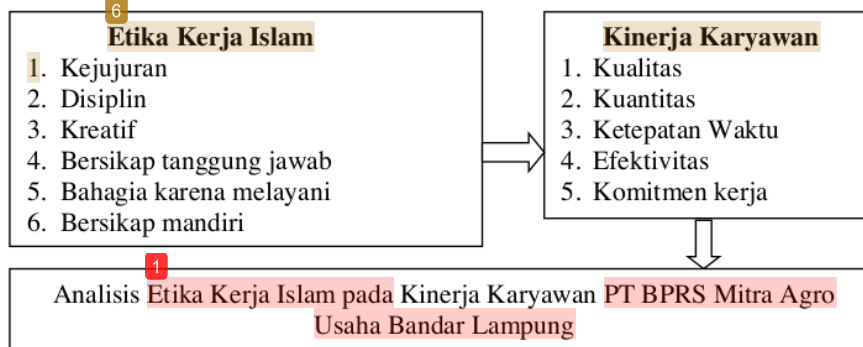 6
Etika Kerja Islam
1. Kejujuran
2. Disiplin
3. Kreatif
4. Bersikap tanggung jawab
5. Bahagia karena melayani
6. Bersikap mandiri
Kinerja Karyawan
1. Kualitas
2. Kuantitas
3. Ketepatan Waktu
4. Efektivitas
5. Komitmen kerja
1
Analisis Etika Kerja Islam pada Kinerja Karyawan PT BPRS Mitra Agro
Usaha Bandar Lampung